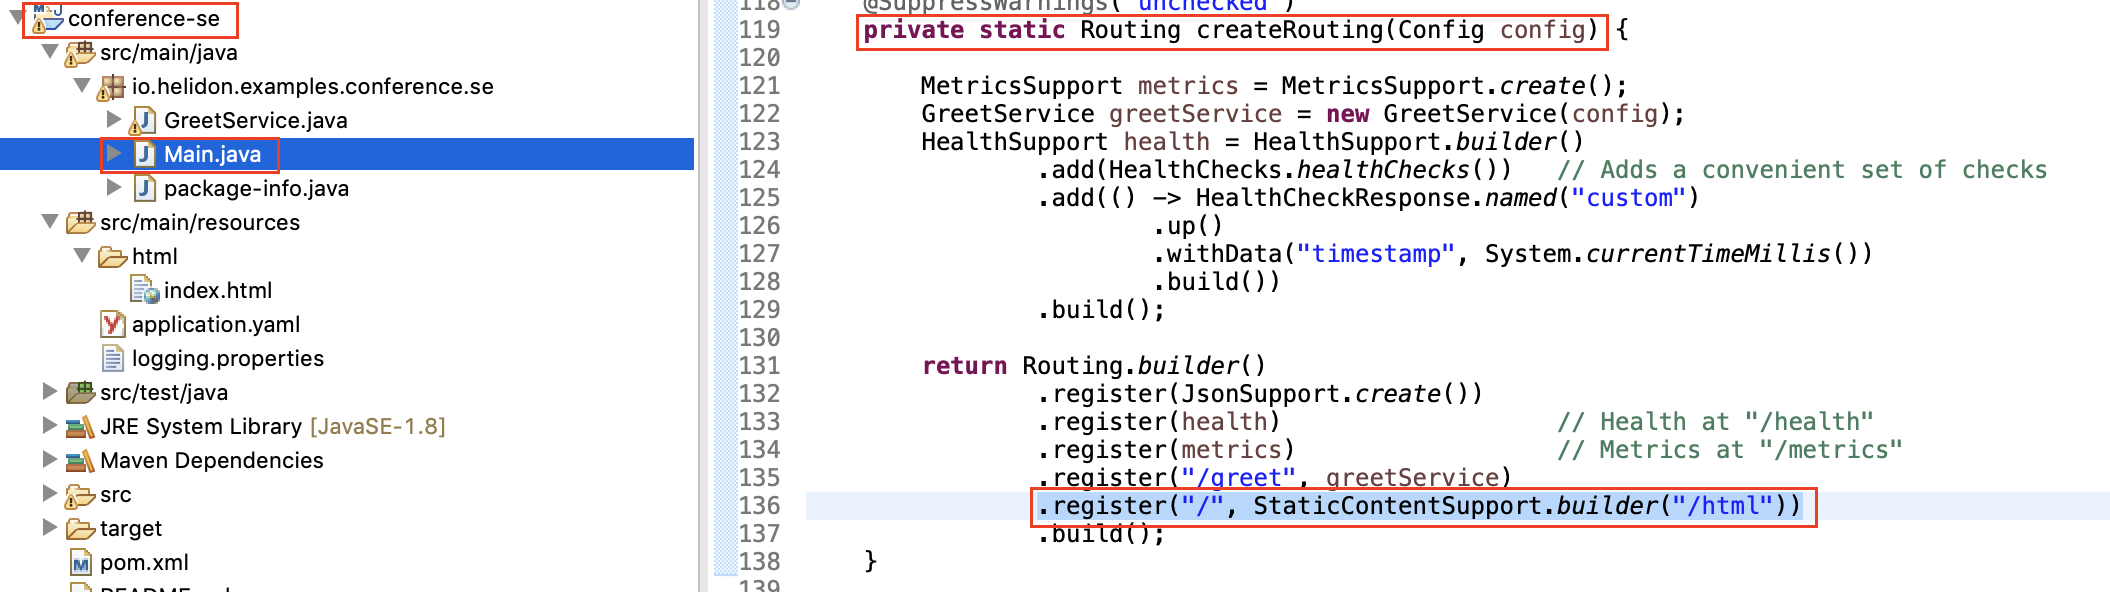 conference-se
src/main/java
io.helidon.examples.conference.se
GreetService.java
Main.java
package-info.java
src/main/resources
html
index.html
application.yaml
logging.properties
src/test/java
JRE System Library [JavaSE-1.8]
Maven Dependencies
src
target
pom.xml
118 @SuppressWarnings("unchecked")
119 private static Routing createRouting(Config config) {
120
121 MetricsSupport metrics = MetricsSupport.create();
122 GreetService greetService = new GreetService(config);
123 HealthSupport health = HealthSupport.builder()
124 .add(HealthChecks.healthChecks()) // Adds a convenient set of checks
125 .add(() -> HealthCheckResponse.named("custom")
126 .up()
127 .withData("timestamp", System.currentTimeMillis())
128 .build())
129 .build();
130
131 return Routing.builder()
132 .register(JsonSupport.create())
133 .register(health) // Health at "/health"
134 .register(metrics) // Metrics at "/metrics"
135 .register("/greet", greetService)
136 .register("/", StaticContentSupport.builder("/html"))
137 .build();
138 }
139